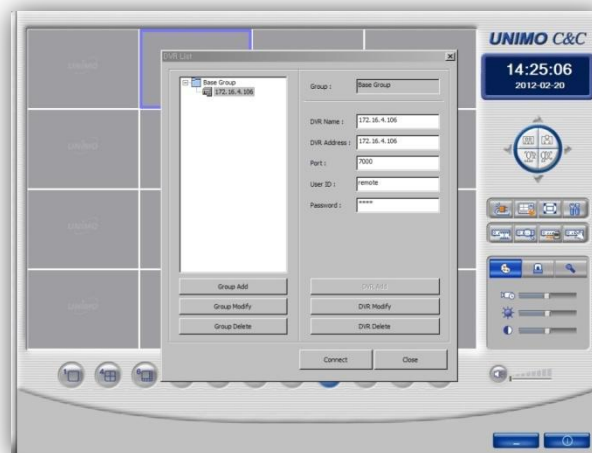 UNIMO C&C
14:25:06
2012-02-20
DVR List
Base Group
172.16.4.106
Group :
Base Group
DVR Name :
172.16.4.106
DVR Address :
172.16.4.106
Port :
7000
User ID :
remote
Password :
****
Group Add
DVR Add
Group Modify
DVR Modify
Group Delete
DVR Delete
Connect
Close